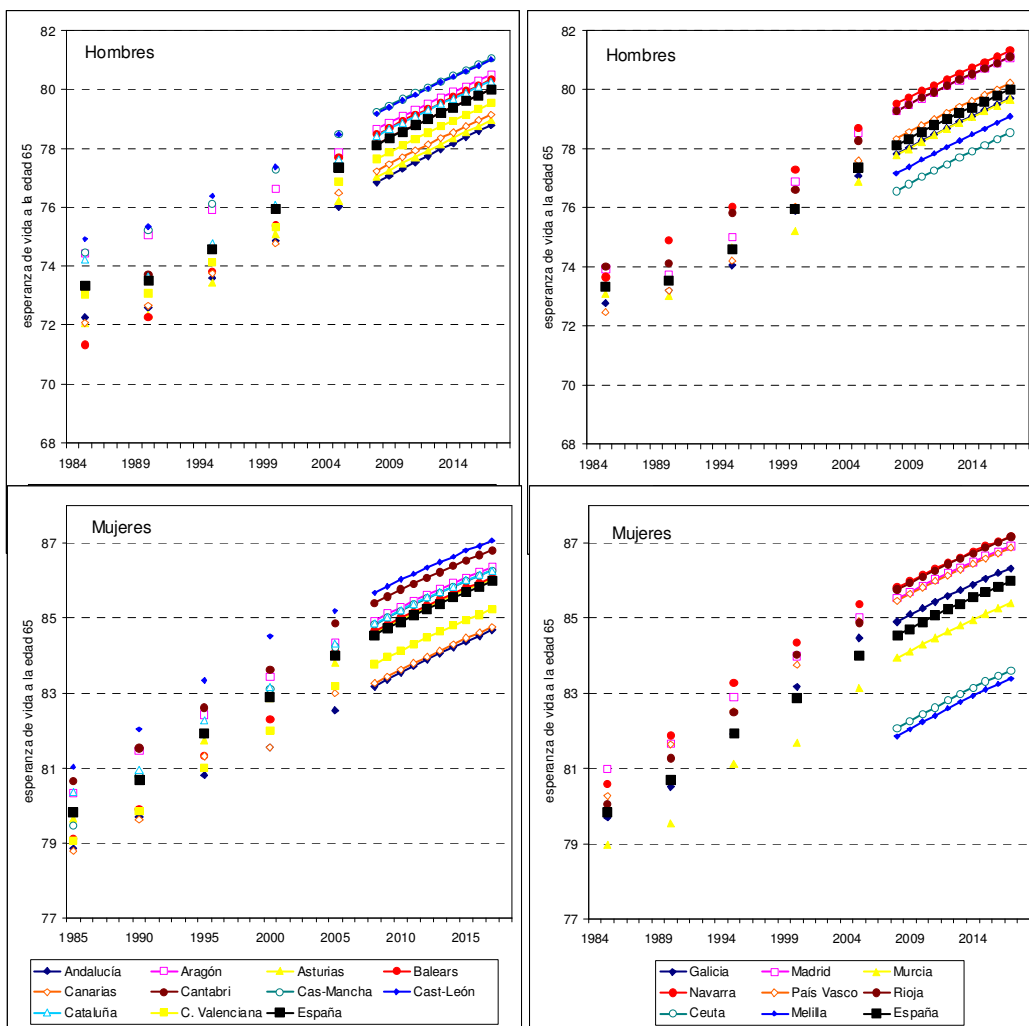 Hombres
esperanza de vida a la edad 65
82
80
78
76
74
72
70
68
1984 1989 1994 1999 2004 2009 2014
Hombres
esperanza de vida a la edad 65
82
80
78
76
74
72
70
68
1984 1989 1994 1999 2004 2009 2014
Mujeres
esperanza de vida a la edad 65
87
85
83
81
79
77
1985 1990 1995 2000 2005 2010 2015
Andalucía Aragón Asturias Balears
Canarias Cantabri Cas-Mancha Cast-León
Cataluña C. Valenciana España
Mujeres
esperanza de vida a la edad 65
87
85
83
81
79
77
1984 1989 1994 1999 2004 2009 2014
Galicia Madrid Murcia
Navarra País Vasco Rioja
Ceuta Melilla España